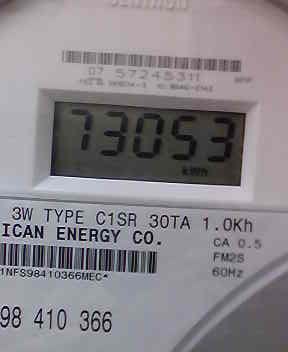 07 57245311
73053
kWh
3W TYPE C1SR 30TA 1.0Kh
ICAN ENERGY CO.
CA 0.5
FM2S
60Hz
1NFS98410366MEC*
98 410 366